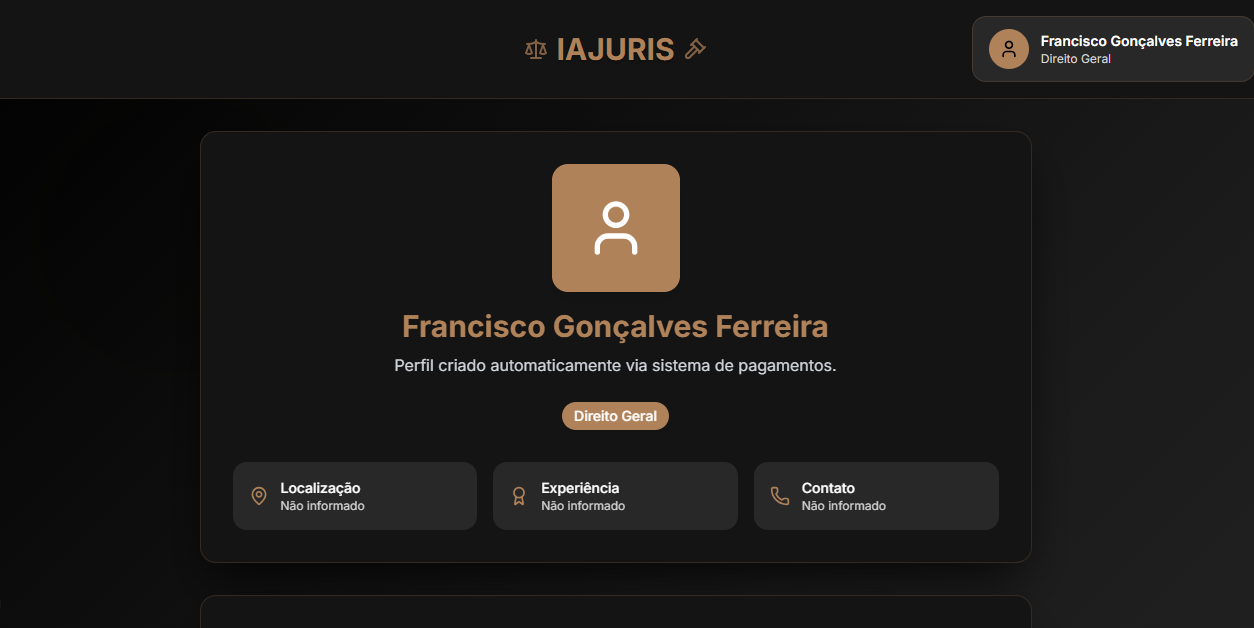 IAJURIS
Francisco Gonçalves Ferreira
Direito Geral
Francisco Gonçalves Ferreira
Perfil criado automaticamente via sistema de pagamentos.
Direito Geral
Localização
Não informado
Experiência
Não informado
Contato
Não informado